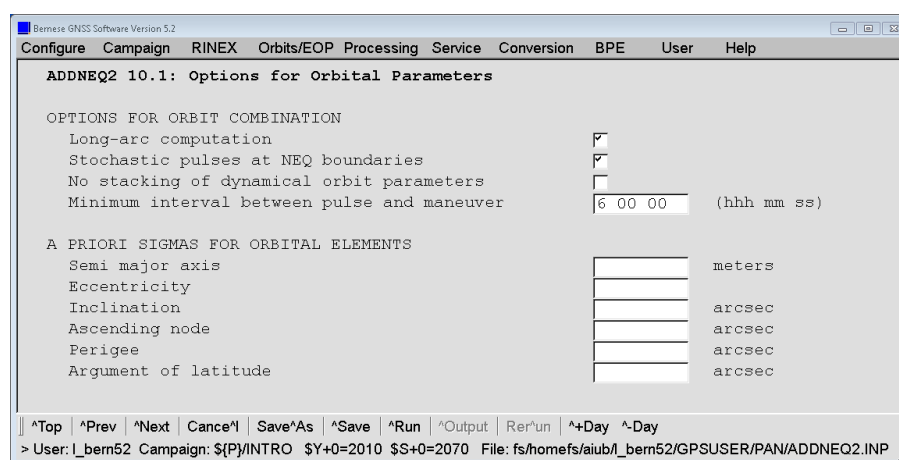 Bernese GNSS Software Version 5.2
Configure Campaign RINEX Orbits/EOP Processing Service Conversion BPE User Help
ADDNEQ2 10.1: Options for Orbital Parameters
OPTIONS FOR ORBIT COMBINATION
Long-arc computation
Stochastic pulses at NEQ boundaries
No stacking of dynamical orbit parameters
Minimum interval between pulse and maneuver 6 00 00 (hhh mm ss)
A PRIORI SIGMAS FOR ORBITAL ELEMENTS
Semi major axis meters
Eccentricity
Inclination arcsec
Ascending node arcsec
Perigee arcsec
Argument of latitude arcsec
^Top | ^Prev | ^Next | Cance^l | Save^As | ^Save | ^Run | ^Output | Rer^un | ^+Day ^-Day
> User: l_bern52 Campaign: ${P}/INTRO $Y+0=2010 $S+0=2070 File: fs/homefs/aiub/l_bern52/GPSUSER/PAN/ADDNEQ2.INP